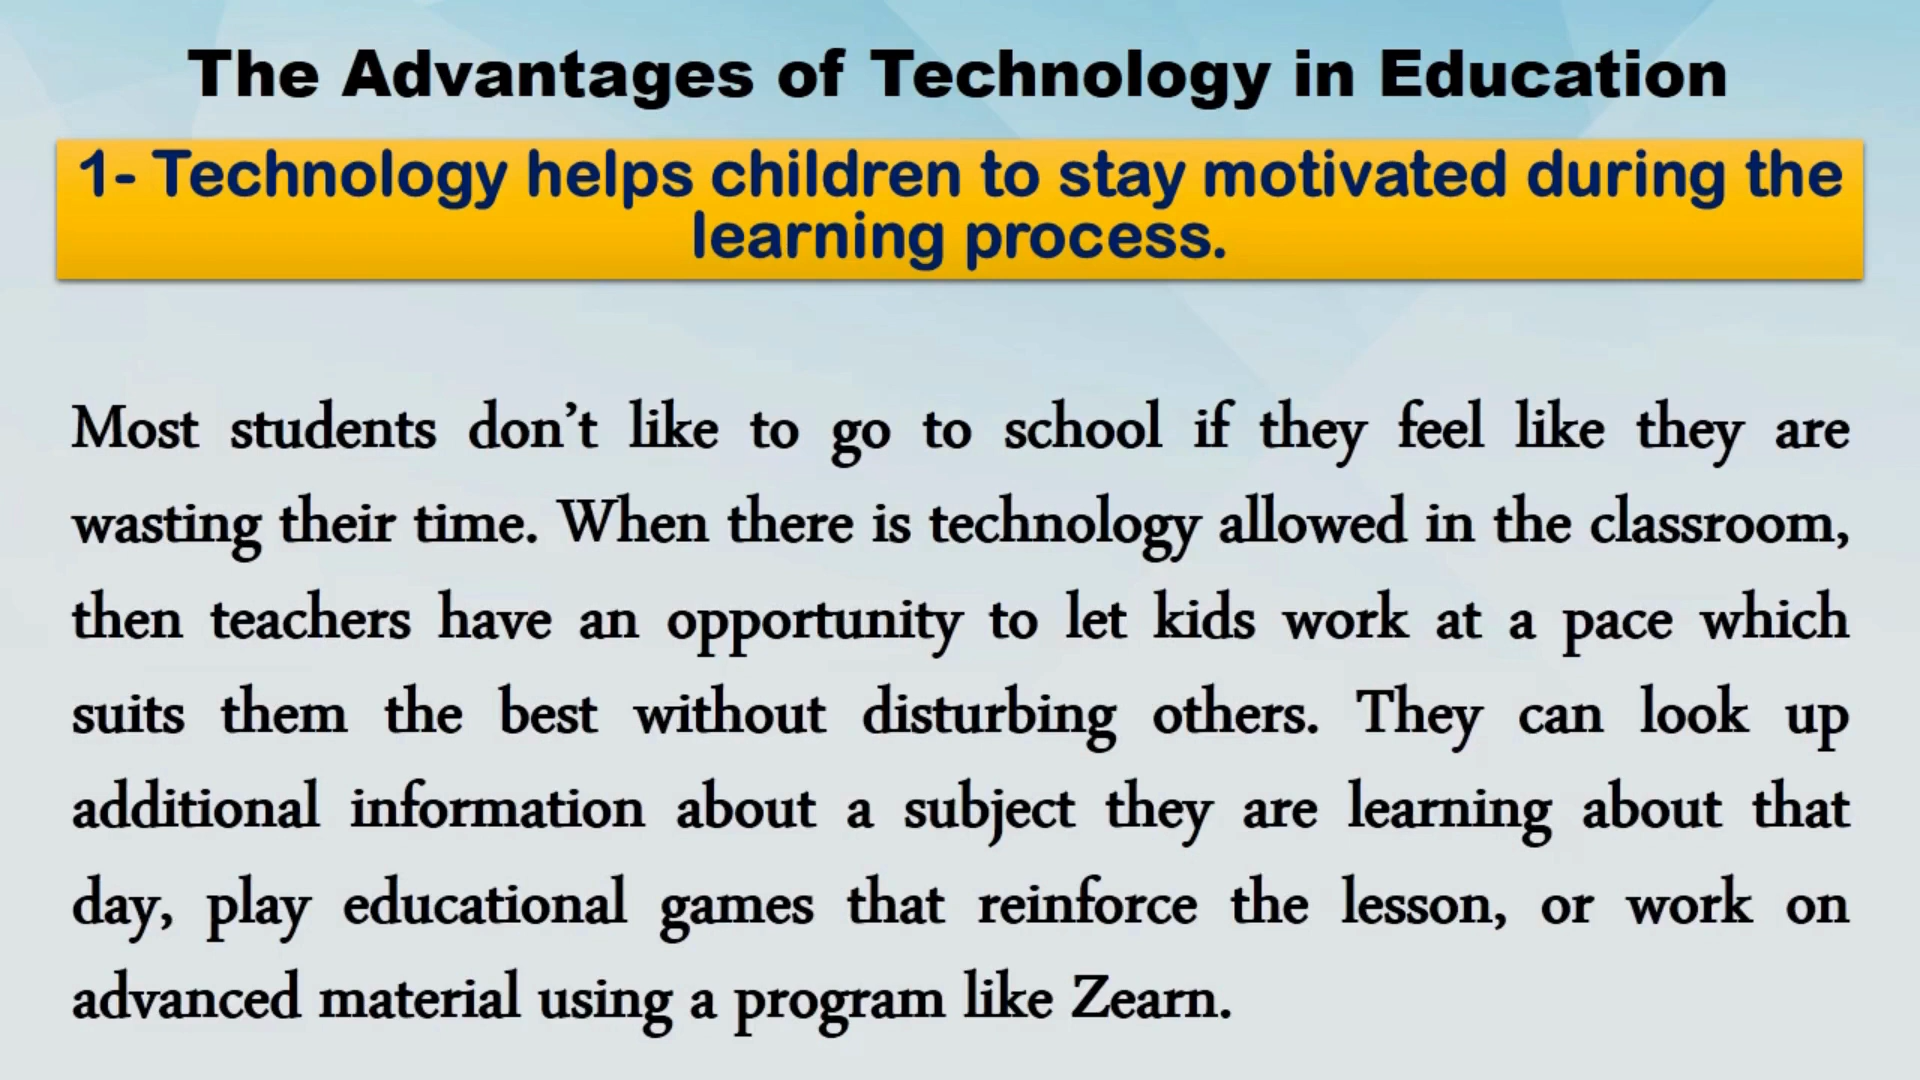 The Advantages of Technology in Education
1- Technology helps children to stay motivated during the
learning process.
Most students don’t like to go to school if they feel like they are
wasting their time. When there is technology allowed in the classroom,
then teachers have an opportunity to let kids work at a pace which
suits them the best without disturbing others. They can look up
additional information about a subject they are learning about that
day, play educational games that reinforce the lesson, or work on
advanced material using a program like Zearn.